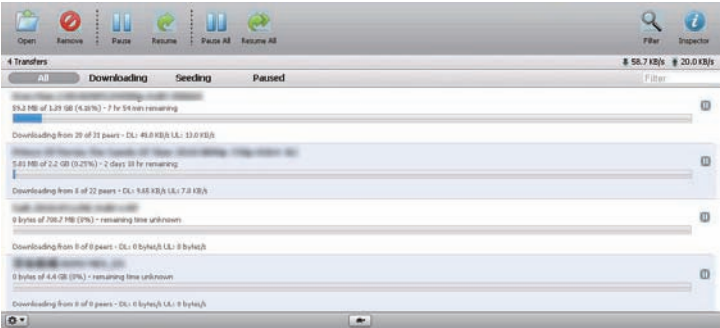 Open Remove Pause Resume Pause All Resume All Filter Inspector
4 Transfers 58.7 KB/s 20.0 KB/s
All Downloading Seeding Paused Filter
59.3 MB of 1.39 GB (4.16%) - 7 hr 54 min remaining
Downloading from 20 of 31 peers - DL: 49.0 KB/s UL: 13.0 KB/s
5.81 MB of 2.2 GB (0.25%) - 2 days 10 hr remaining
Downloading from 8 of 22 peers - DL: 9.65 KB/s UL: 7.0 KB/s
0 bytes of 700.7 MB (0%) - remaining time unknown
Downloading from 0 of 0 peers - DL: 0 bytes/s UL: 0 bytes/s
0 bytes of 4.4 GB (0%) - remaining time unknown
Downloading from 0 of 0 peers - DL: 0 bytes/s UL: 0 bytes/s